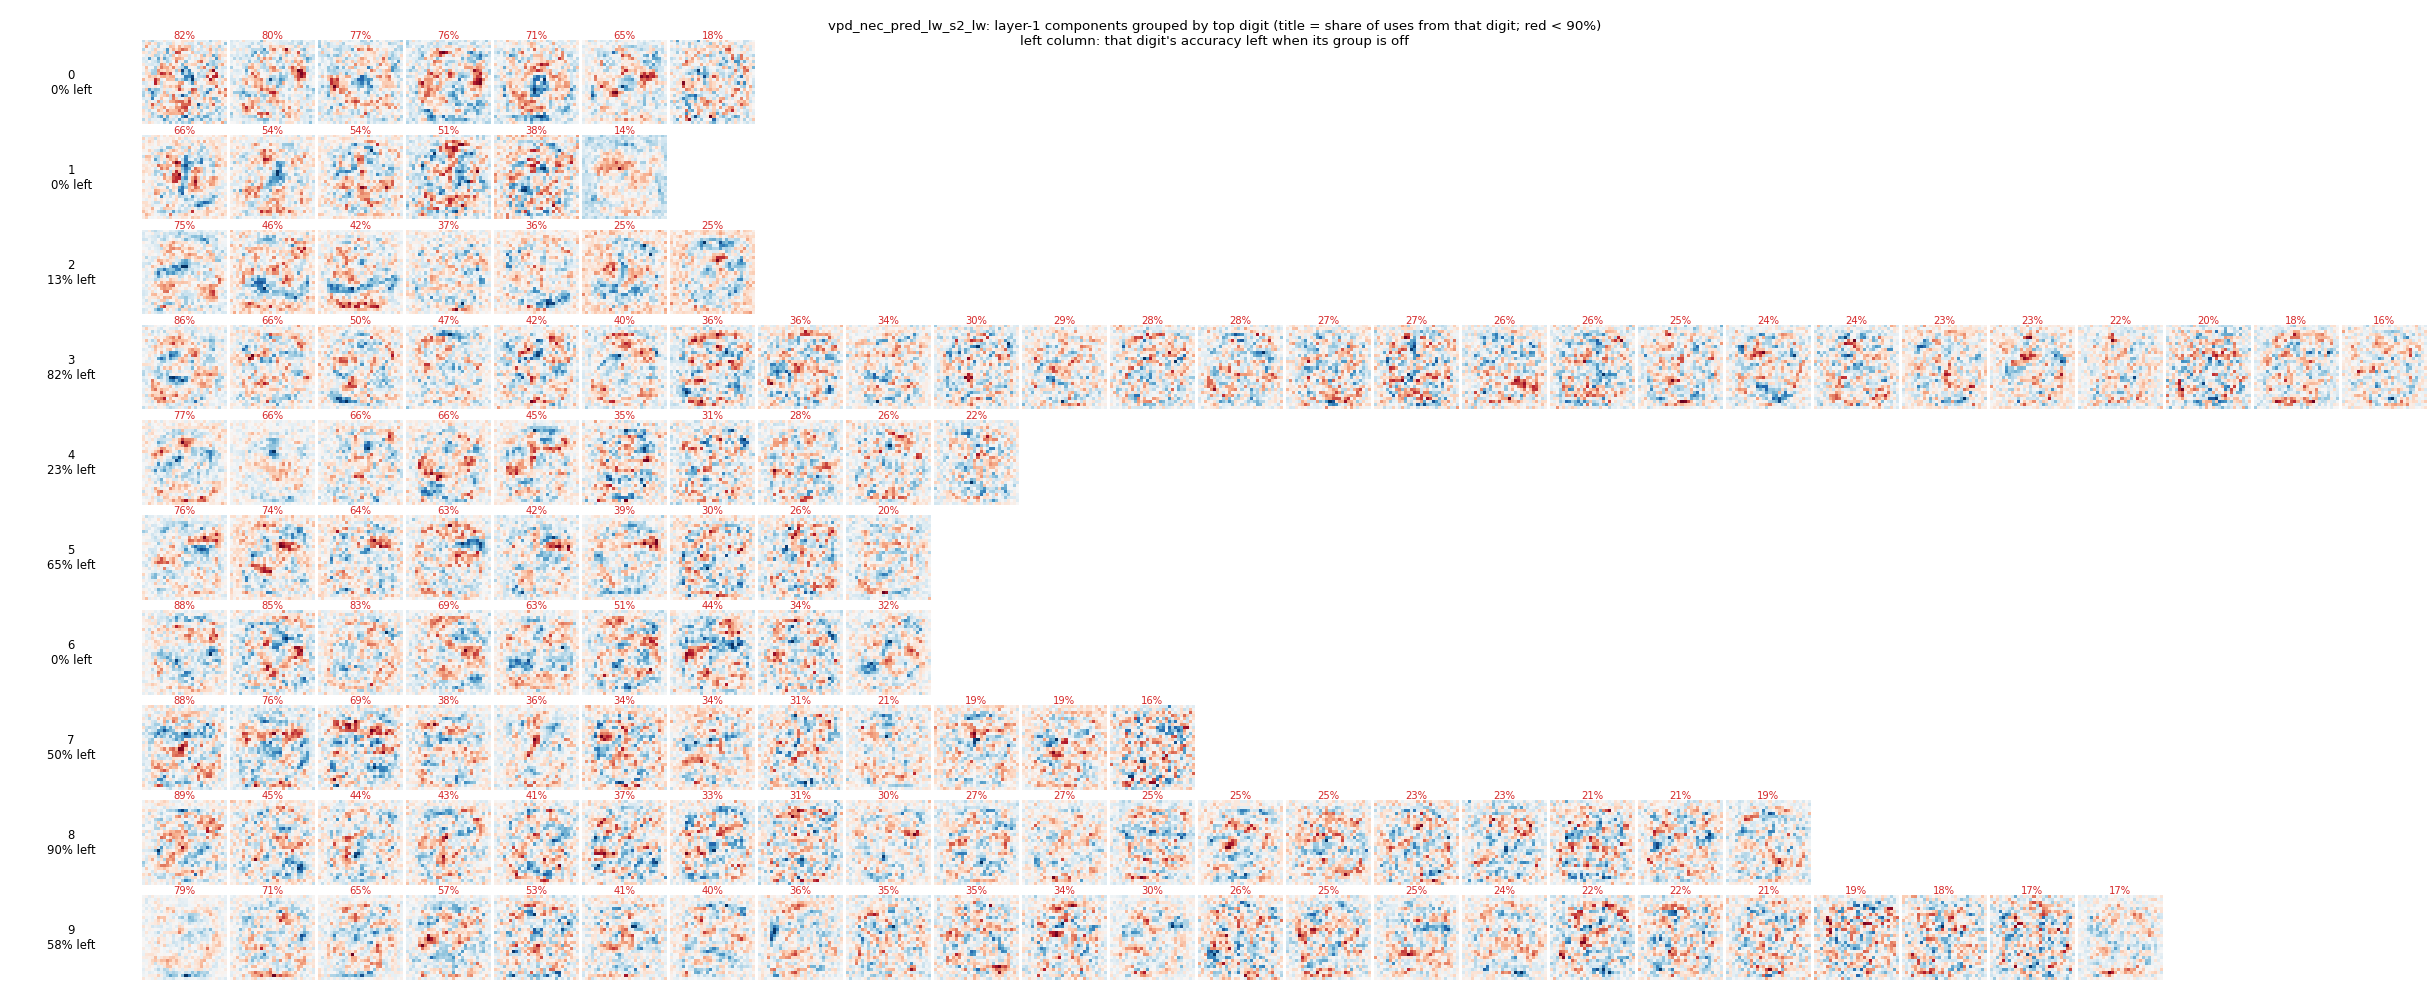 vpd_nec_pred_lw_s2_lw: layer-1 components grouped by top digit (title = share of uses from that digit; red < 90%)
left column: that digit's accuracy left when its group is off
82% 80% 77% 76% 71% 65% 18%
0
0% left
66% 54% 54% 51% 38% 14%
1
0% left
75% 46% 42% 37% 36% 25% 25%
2
13% left
86% 66% 50% 47% 42% 40% 36% 36% 34% 30% 29% 28% 28% 27% 27% 26% 26% 25% 24% 24% 23% 23% 22% 20% 18% 16%
3
82% left
77% 66% 66% 66% 45% 35% 31% 28% 26% 22%
4
23% left
76% 74% 64% 63% 42% 39% 30% 26% 20%
5
65% left
88% 85% 83% 69% 63% 51% 44% 34% 32%
6
0% left
88% 76% 69% 38% 36% 34% 34% 31% 21% 19% 19% 16%
7
50% left
89% 45% 44% 43% 41% 37% 33% 31% 30% 27% 27% 25% 25% 25% 23% 23% 21% 21% 19%
8
90% left
79% 71% 65% 57% 53% 41% 40% 36% 35% 35% 34% 30% 26% 25% 25% 24% 22% 22% 21% 19% 18% 17% 17%
9
58% left